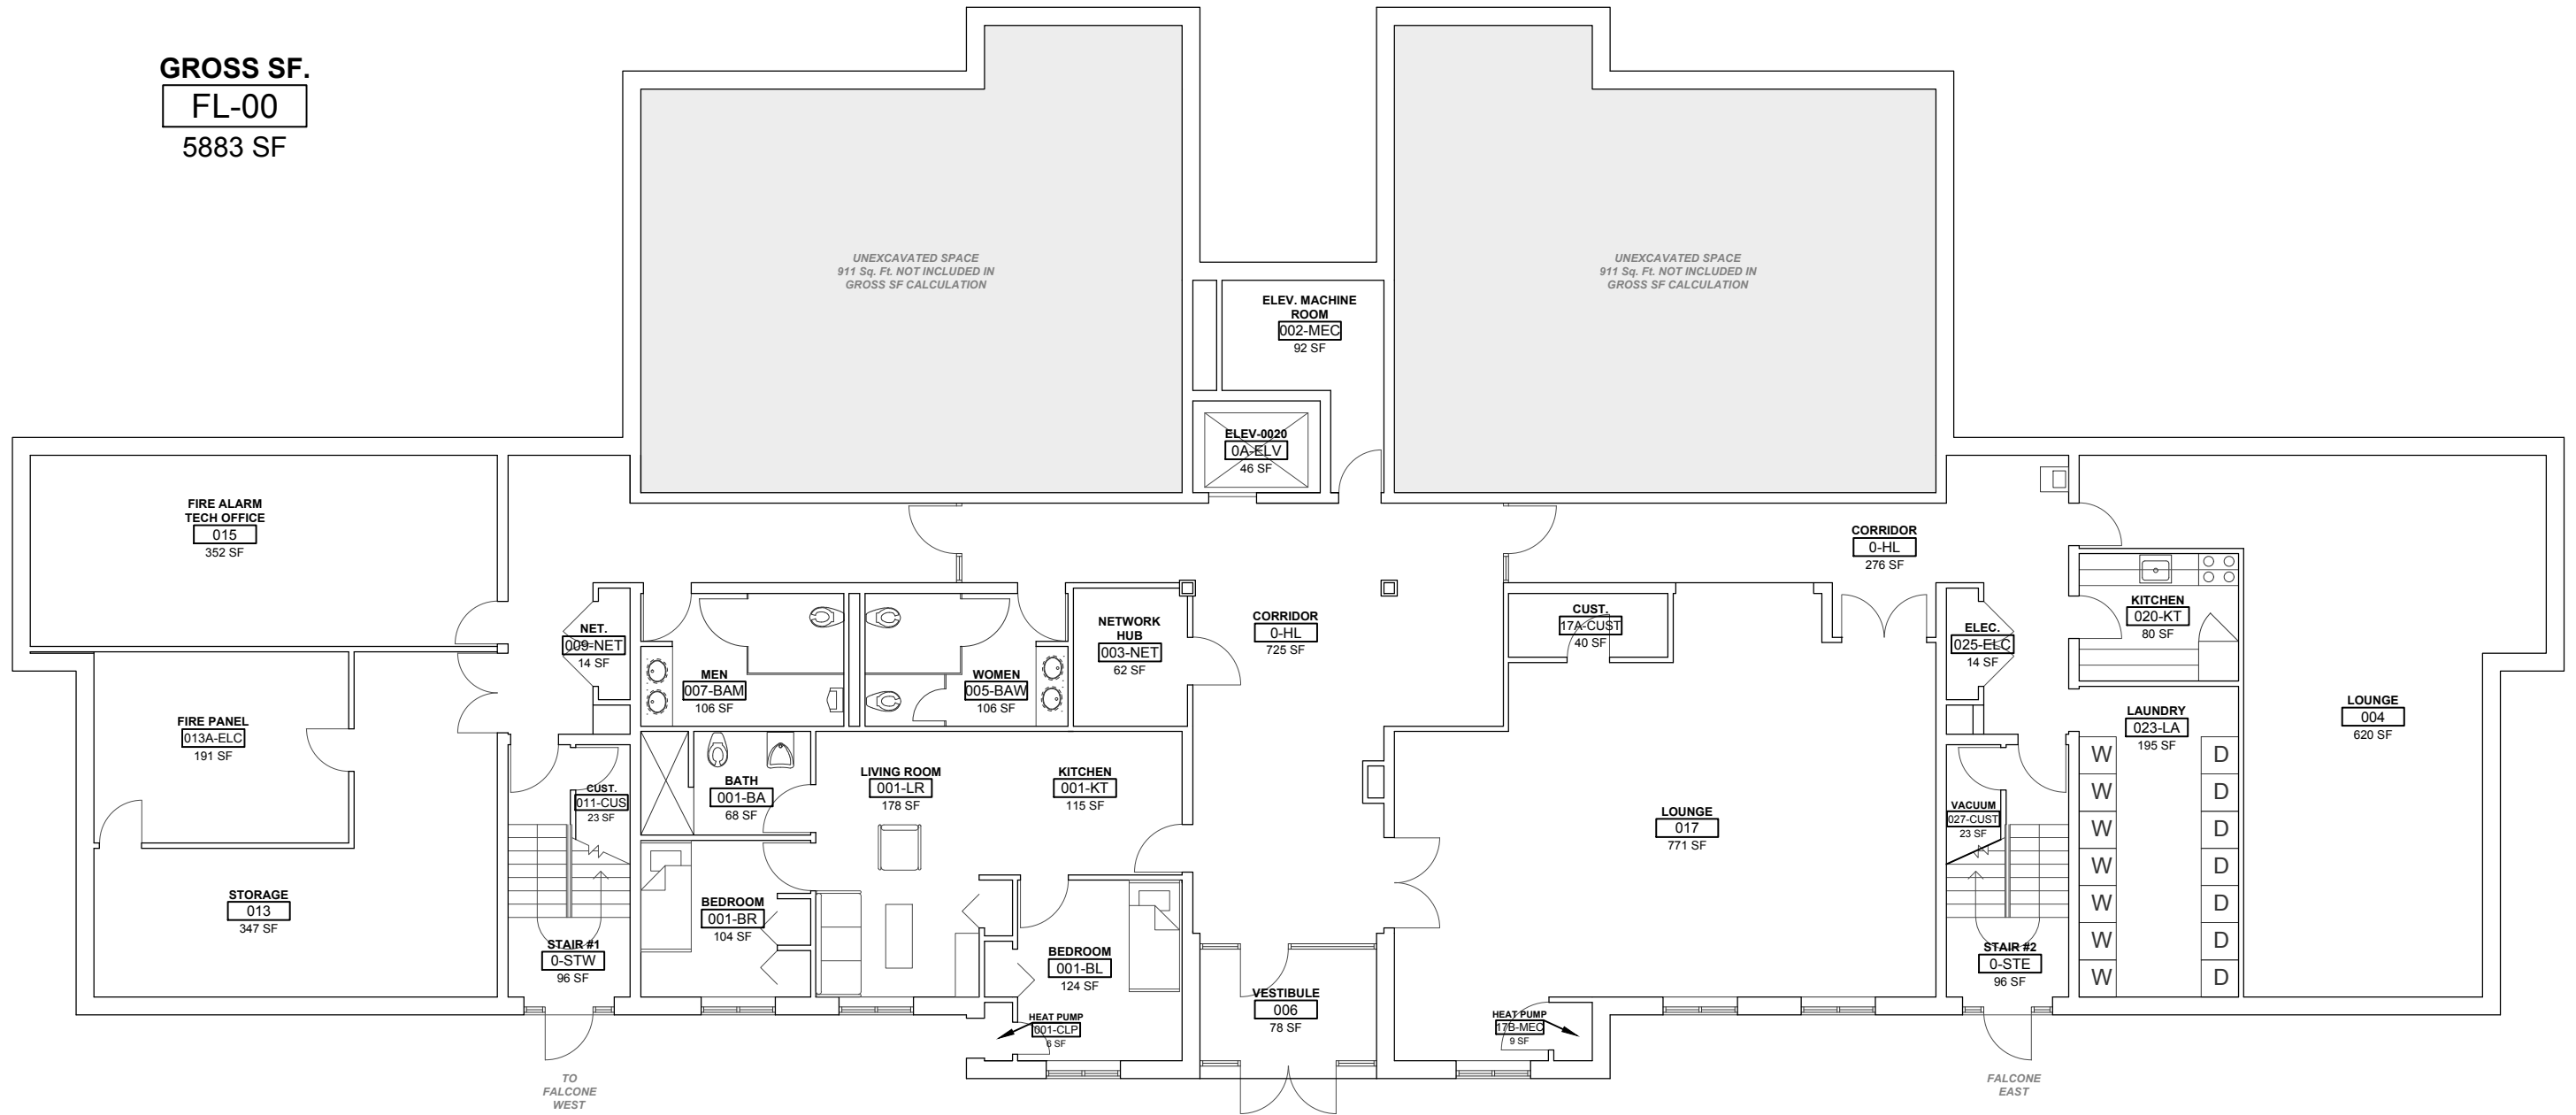 GROSS SF.
FL-00
5883 SF
UNEXCAVATED SPACE
911 Sq. Ft. NOT INCLUDED IN
GROSS SF CALCULATION
UNEXCAVATED SPACE
911 Sq. Ft. NOT INCLUDED IN
GROSS SF CALCULATION
ELEV. MACHINE
ROOM
002-MEC
92 SF
ELEV-0020
0A-ELV
46 SF
FIRE ALARM
TECH OFFICE
015
352 SF
CORRIDOR
0-HL
276 SF
NET.
009-NET
14 SF
MEN
007-BAM
106 SF
WOMEN
005-BAW
106 SF
NETWORK
HUB
003-NET
62 SF
CORRIDOR
0-HL
725 SF
CUST.
17A-CUST
40 SF
ELEC.
025-ELC
14 SF
KITCHEN
020-KT
80 SF
FIRE PANEL
013A-ELC
191 SF
LAUNDRY
023-LA
195 SF
LOUNGE
004
620 SF
CUST.
011-CUS
23 SF
BATH
001-BA
68 SF
LIVING ROOM
001-LR
178 SF
KITCHEN
001-KT
115 SF
LOUNGE
017
771 SF
VACUUM
027-CUST
23 SF
W D
W D
W D
W D
W D
W D
W D
STORAGE
013
347 SF
BEDROOM
001-BR
104 SF
STAIR #1
0-STW
96 SF
BEDROOM
001-BL
124 SF
STAIR #2
0-STE
96 SF
VESTIBULE
006
78 SF
HEAT PUMP
001-CLP
6 SF
HEAT PUMP
17B-MEC
9 SF
TO
FALCONE
WEST
FALCONE
EAST